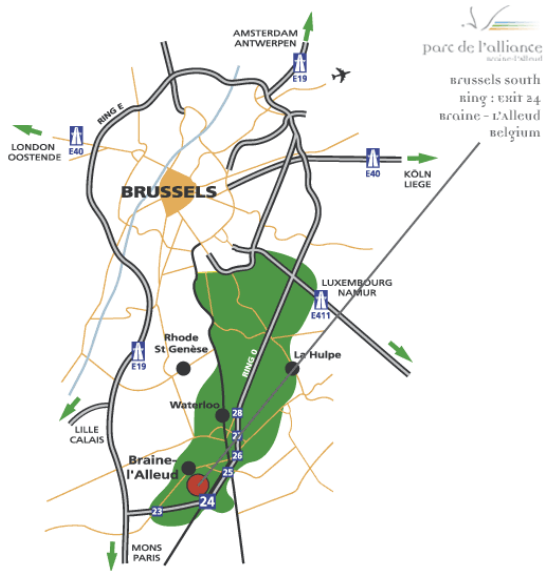 AMSTERDAM
ANTWERPEN
E19
parc de l'alliance
Braine-l'Alleud
Brussels South
Ring : Exit 24
Braine - L'Alleud
Belgium
RING E
LONDON
OOSTENDE
E40
E40
KÖLN
LIEGE
BRUSSELS
LUXEMBOURG
NAMUR
E411
Rhode
St Genèse
E19
RING 0
La Hulpe
Waterloo
28
27
26
25
24
23
LILLE
CALAIS
Braine-
l'Alleud
MONS
PARIS